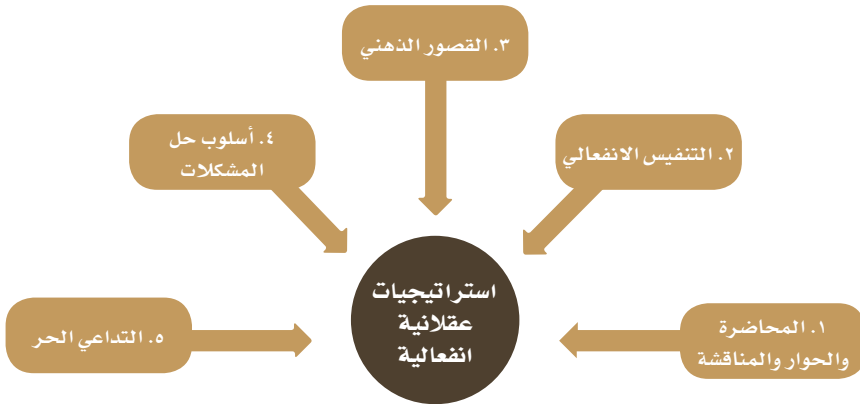 ٣. القصور الذهني
٤. أسلوب حل
المشكلات
٢. التنفيس الانفعالي
استراتيجيات
عقلانية
انفعالية
١. المحاضرة
والحوار والمناقشة
٥. التداعي الحر